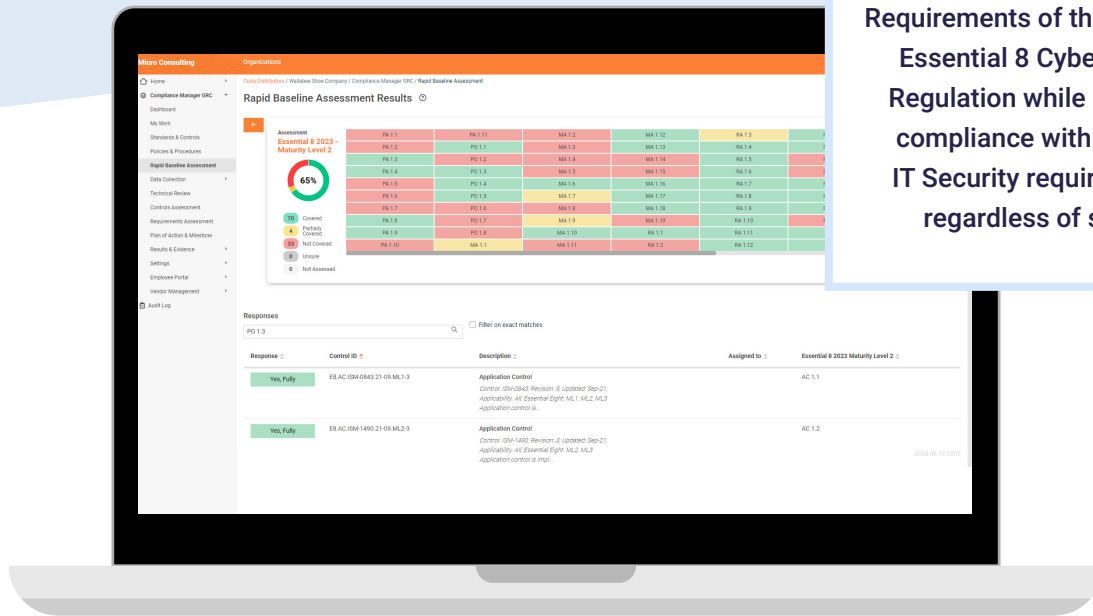 Requirements of th
Essential 8 Cybe
Regulation while
compliance with
IT Security requir
regardless of s
Micro Consulting
Organizations
Home
Compliance Manager GRC
Dashboard
My Work
Standards & Controls
Policies & Procedures
Rapid Baseline Assessment
Data Collection
Technical Review
Controls Assessment
Requirements Assessment
Plan of Action & Milestone
Results & Evidence
Settings
Employee Portal
Vendor Management
Audit Log
Coda Distributors / Wallabee Shoe Company / Compliance Manager GRC / Rapid Baseline Assessment
Rapid Baseline Assessment Results
Assessment
Essential 8 2023 -
Maturity Level 2
65%
70 Covered
4 Partially
Covered
33 Not Covered
0 Unsure
0 Not Assessed
PA 1.1 PA 1.11 MA 1.2 MA 1.12 RA 1.3
PA 1.2 PO 1.1 MA 1.3 MA 1.13 RA 1.4
PA 1.3 PO 1.2 MA 1.4 MA 1.14 RA 1.5
PA 1.4 PO 1.3 MA 1.5 MA 1.15 RA 1.6
PA 1.5 PO 1.4 MA 1.6 MA 1.16 RA 1.7
PA 1.6 PO 1.5 MA 1.7 MA 1.17 RA 1.8
PA 1.7 PO 1.6 MA 1.8 MA 1.18 RA 1.9
PA 1.8 PO 1.7 MA 1.9 MA 1.19 RA 1.10
PA 1.9 PO 1.8 MA 1.10 RA 1.1 RA 1.11
PA 1.10 MA 1.1 MA 1.11 RA 1.2 RA 1.12
Responses
PO 1.3
Filter on exact matches
Response Control ID Description Assigned to Essential 8 2023 Maturity Level 2
Yes, Fully E8.AC.ISM-0843.21-09.ML1-3 Application Control AC 1.1
Control: ISM-0843; Revision: 9; Updated: Sep-21;
Applicability: All; Essential Eight: ML1, ML2, ML3
Application control is...
Yes, Fully E8.AC.ISM-1490.21-09.ML2-3 Application Control AC 1.2
Control: ISM-1490; Revision: 3; Updated: Sep-21;
Applicability: All; Essential Eight: ML2, ML3
Application control is impl...